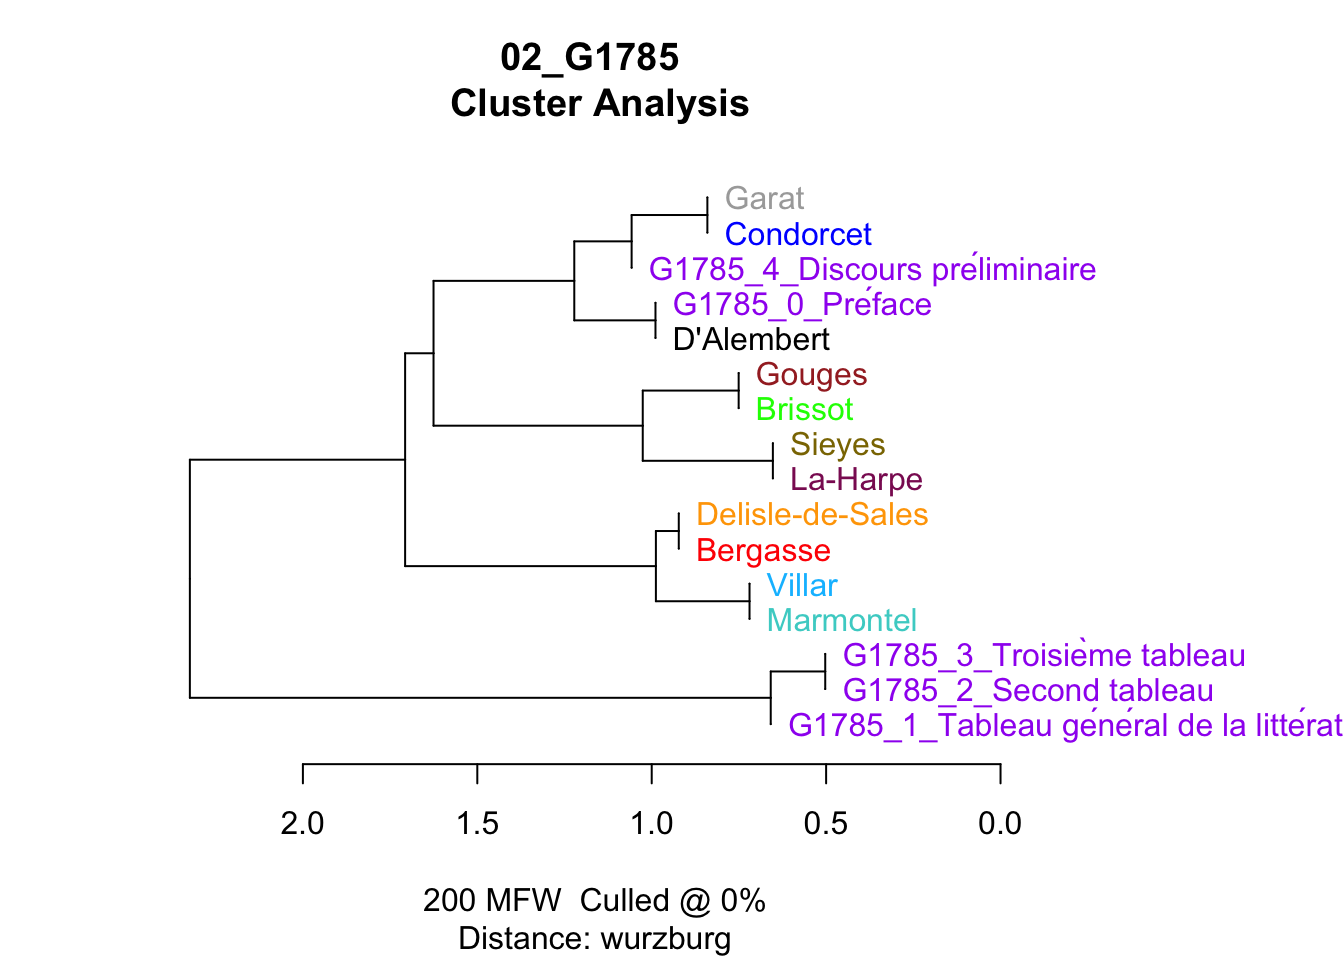 02_G1785
Cluster Analysis
Garat
Condorcet
G1785_4_Discours préliminaire
G1785_0_Préface
D'Alembert
Gouges
Brissot
Sieyes
La-Harpe
Delisle-de-Sales
Bergasse
Villar
Marmontel
G1785_3_Troisième tableau
G1785_2_Second tableau
G1785_1_Tableau général de la littérat
2.0 1.5 1.0 0.5 0.0
200 MFW Culled @ 0%
Distance: wurzburg